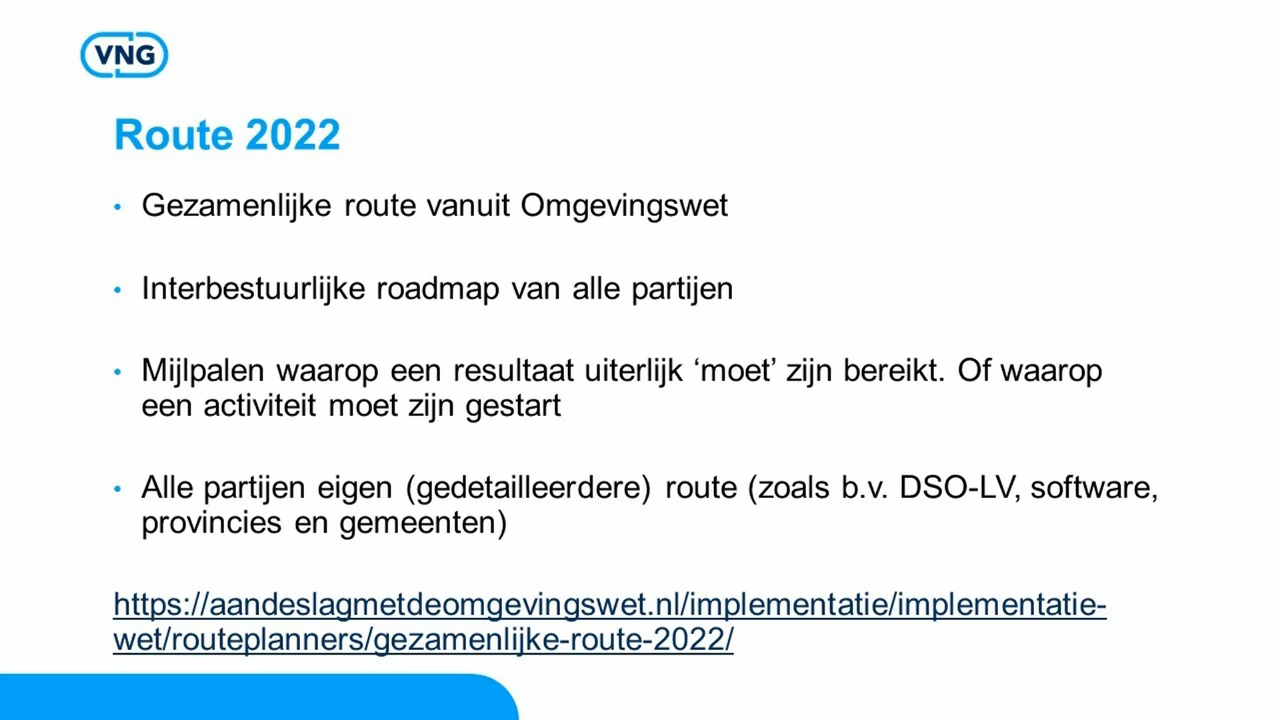 VNG
Route 2022
• Gezamenlijke route vanuit Omgevingswet
• Interbestuurlijke roadmap van alle partijen
• Mijlpalen waarop een resultaat uiterlijk ‘moet’ zijn bereikt. Of waarop
een activiteit moet zijn gestart
• Alle partijen eigen (gedetailleerdere) route (zoals b.v. DSO-LV, software,
provincies en gemeenten)
https://aandeslagmetdeomgevingswet.nl/implementatie/implementatie-
wet/routeplanners/gezamenlijke-route-2022/